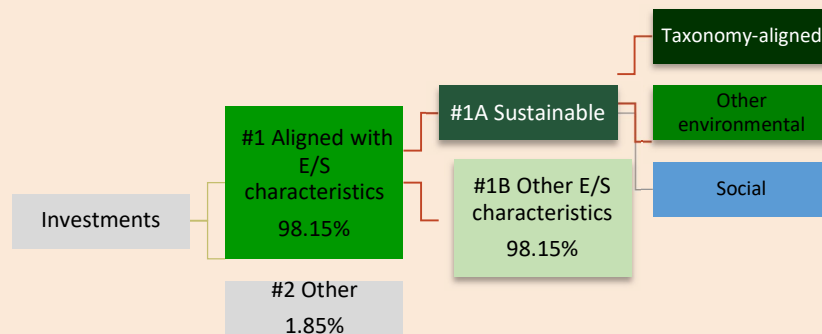 Investments
#1 Aligned with
E/S
characteristics
98.15%
#2 Other
1.85%
#1A Sustainable
#1B Other E/S
characteristics
98.15%
Taxonomy-aligned
Other
environmental
Social